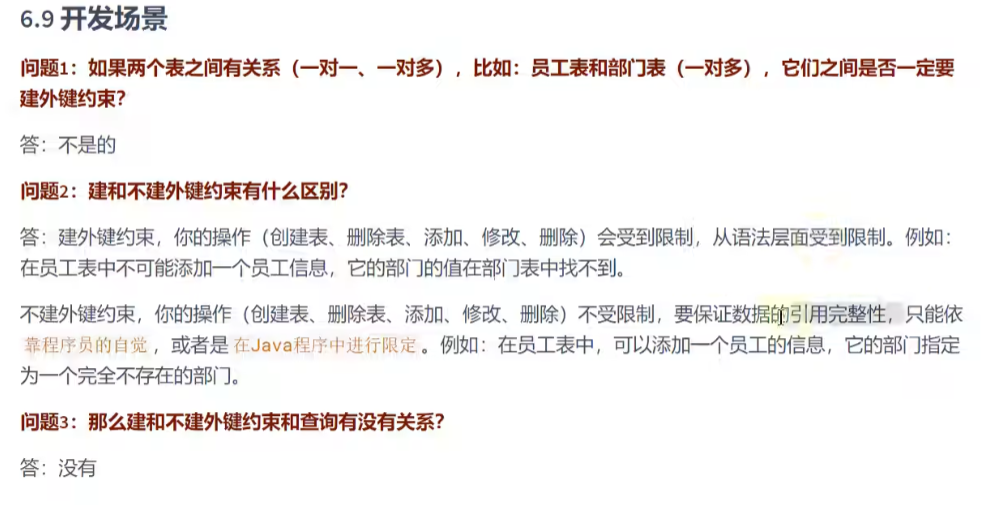 6.9 开发场景
问题1：如果两个表之间有关系（一对一、一对多），比如：员工表和部门表（一对多），它们之间是否一定要
建外键约束？
答：不是的
问题2：建和不建外键约束有什么区别？
答：建外键约束，你的操作（创建表、删除表、添加、修改、删除）会受到限制，从语法层面受到限制。例如：
在员工表中不可能添加一个员工信息，它的部门的值在部门表中找不到。
不建外键约束，你的操作（创建表、删除表、添加、修改、删除）不受限制，要保证数据的引用完整性，只能依
靠程序员的自觉，或者是在Java程序中进行限定。例如：在员工表中，可以添加一个员工的信息，它的部门指定
为一个完全不存在的部门。
问题3：那么建和不建外键约束和查询有没有关系？
答：没有